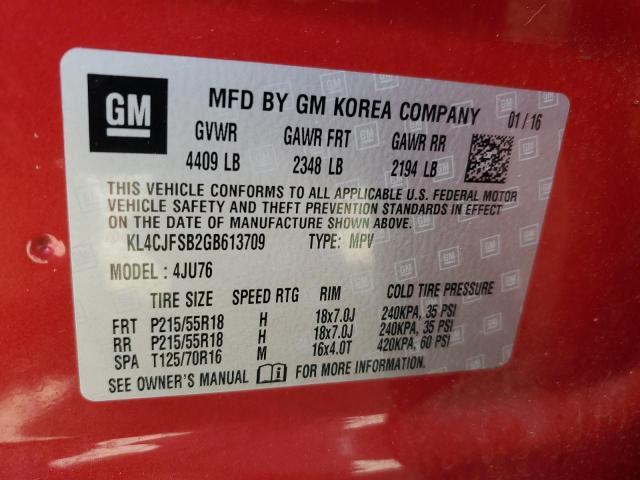 GM
MFD BY GM KOREA COMPANY 01/16
GVWR GAWR FRT GAWR RR
4409 LB 2348 LB 2194 LB
THIS VEHICLE CONFORMS TO ALL APPLICABLE U.S. FEDERAL MOTOR
VEHICLE SAFETY AND THEFT PREVENTION STANDARDS IN EFFECT
ON THE DATE OF MANUFACTURE SHOWN ABOVE.
KL4CJFSB2GB613709 TYPE: MPV
MODEL: 4JU76
TIRE SIZE SPEED RTG RIM COLD TIRE PRESSURE
FRT P215/55R18 H 18x7.0J 240KPA, 35 PSI
RR P215/55R18 H 18x7.0J 240KPA, 35 PSI
SPA T125/70R16 M 16x4.0T 420KPA, 60 PSI
SEE OWNER'S MANUAL FOR MORE INFORMATION.